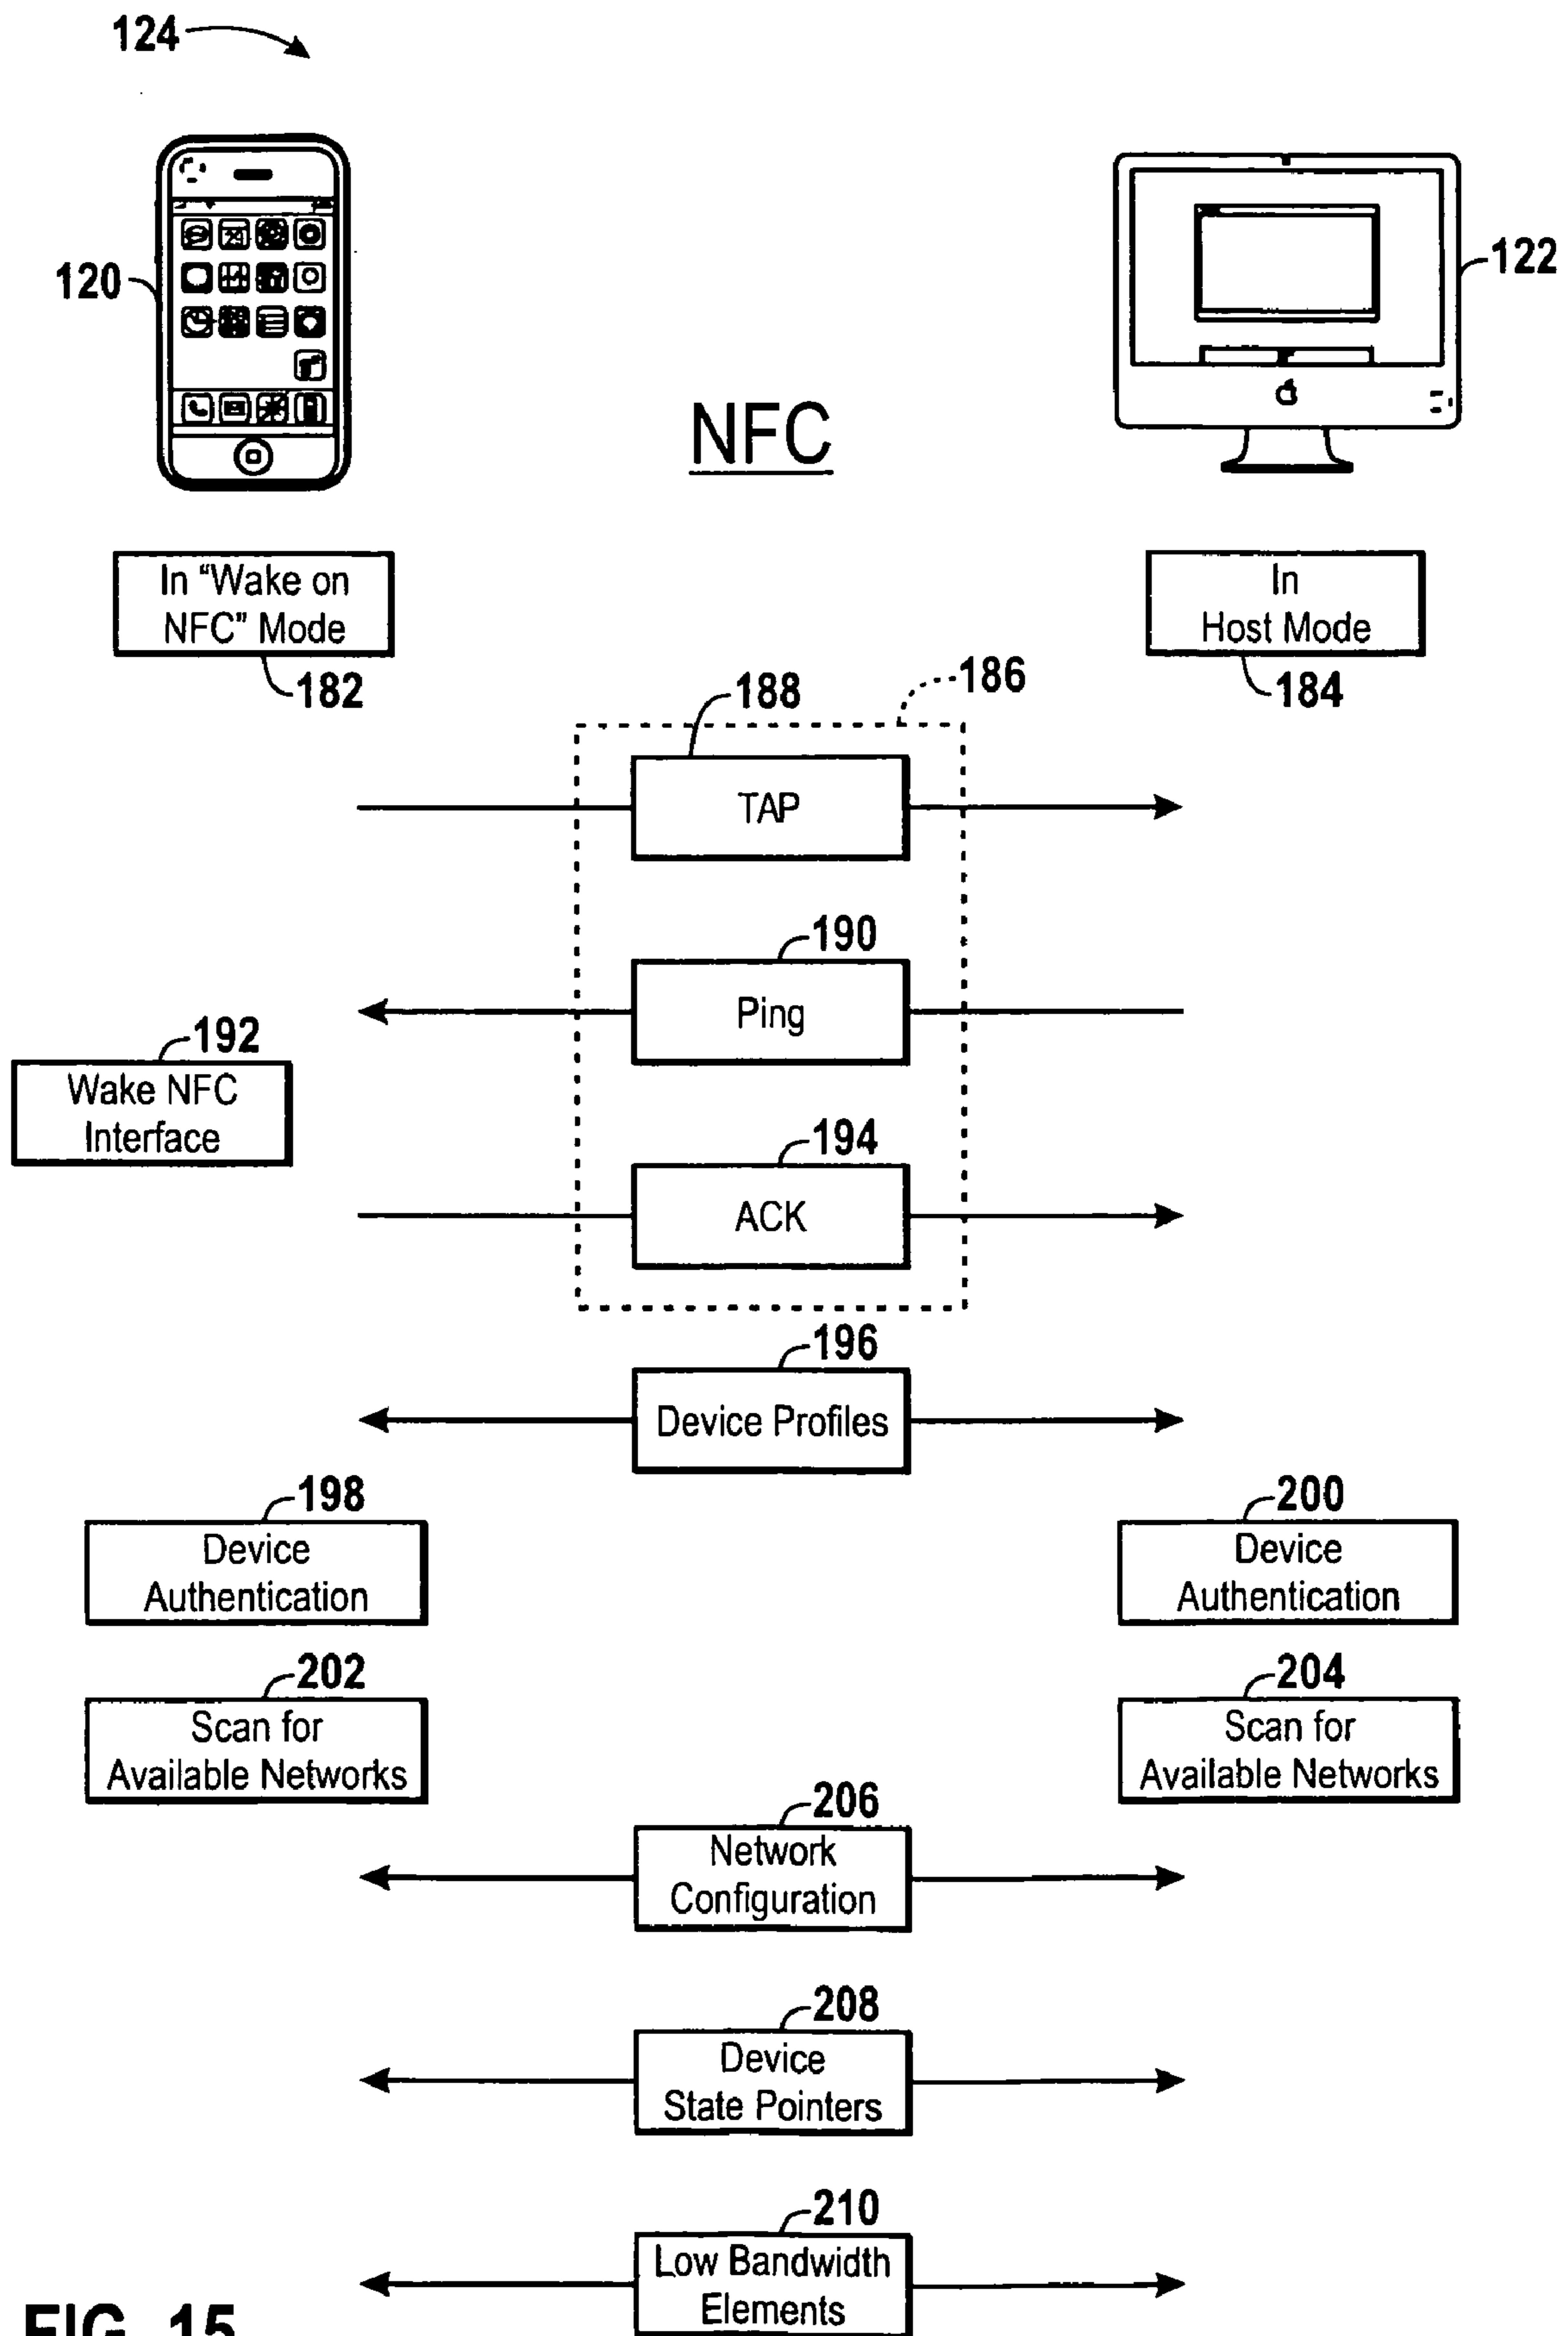 124
120
122
NFC
In “Wake on
NFC” Mode
182
In
Host Mode
184
188
186
TAP
190
Ping
192
Wake NFC
Interface
194
ACK
196
Device Profiles
198
Device
Authentication
200
Device
Authentication
202
Scan for
Available Networks
204
Scan for
Available Networks
206
Network
Configuration
208
Device
State Pointers
210
Low Bandwidth
Elements
FIG. 15